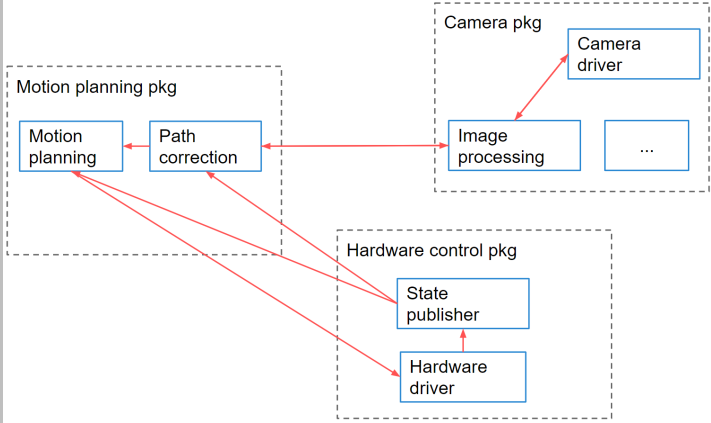 Camera pkg
Camera
driver
Motion planning pkg
Motion
planning
Path
correction
Image
processing
...
Hardware control pkg
State
publisher
Hardware
driver